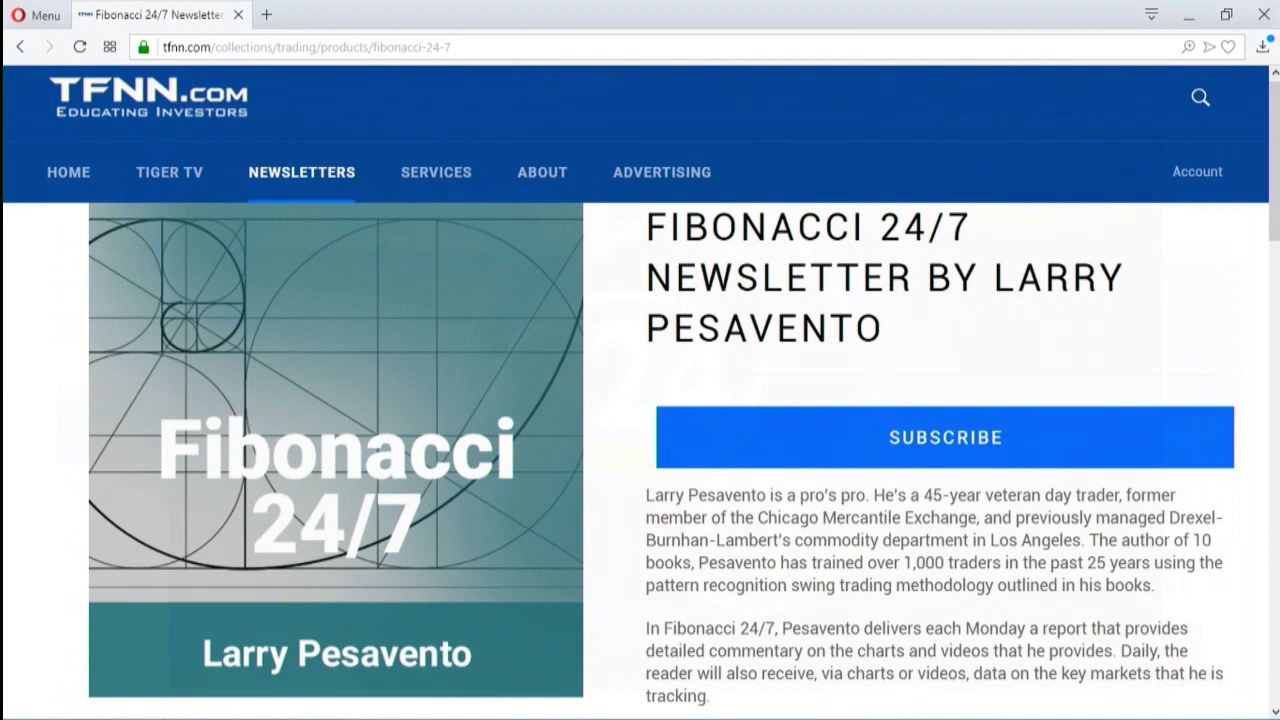 Menu
Fibonacci 24/7 Newsletter
tfnn.com/collections/trading/products/fibonacci-24-7
TFNN.COM
EDUCATING INVESTORS
HOME
TIGER TV
NEWSLETTERS
SERVICES
ABOUT
ADVERTISING
Account
Fibonacci
24/7
Larry Pesavento
FIBONACCI 24/7
NEWSLETTER BY LARRY
PESAVENTO
SUBSCRIBE
Larry Pesavento is a pro's pro. He's a 45-year veteran day trader, former
member of the Chicago Mercantile Exchange, and previously managed Drexel-
Burnhan-Lambert's commodity department in Los Angeles. The author of 10
books, Pesavento has trained over 1,000 traders in the past 25 years using the
pattern recognition swing trading methodology outlined in his books.
In Fibonacci 24/7, Pesavento delivers each Monday a report that provides
detailed commentary on the charts and videos that he provides. Daily, the
reader will also receive, via charts or videos, data on the key markets that he is
tracking.